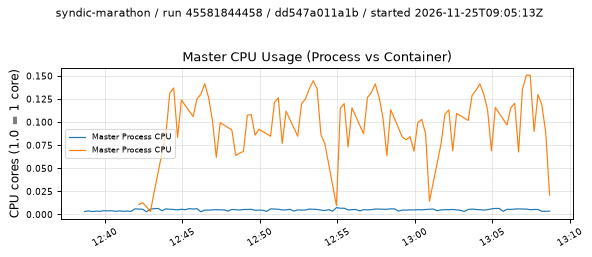 syndic-marathon / run 45581844458 / dd547a011a1b / started 2026-11-25T09:05:13Z
Master CPU Usage (Process vs Container)
CPU cores (1.0 = 1 core)
0.150
0.125
0.100
0.075
0.050
0.025
0.000
Master Process CPU
Master Process CPU
12:40
12:45
12:50
12:55
13:00
13:05
13:10